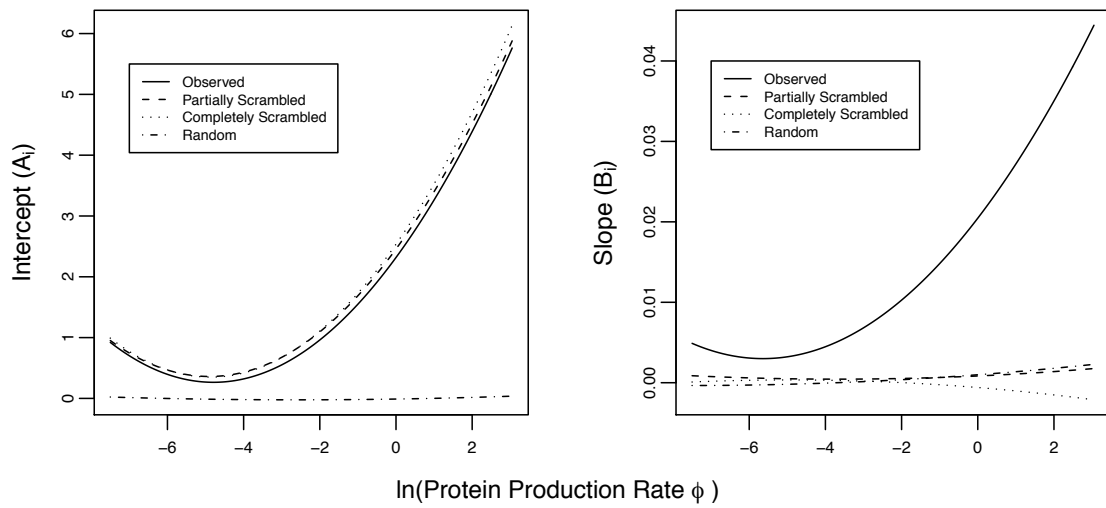 Intercept (Ai)
6
5
4
3
2
1
0
Observed
Partially Scrambled
Completely Scrambled
Random
−6
−4
−2
0
2
Slope (Bi)
0.04
0.03
0.02
0.01
0.00
Observed
Partially Scrambled
Completely Scrambled
Random
−6
−4
−2
0
2
ln(Protein Production Rate ϕ )